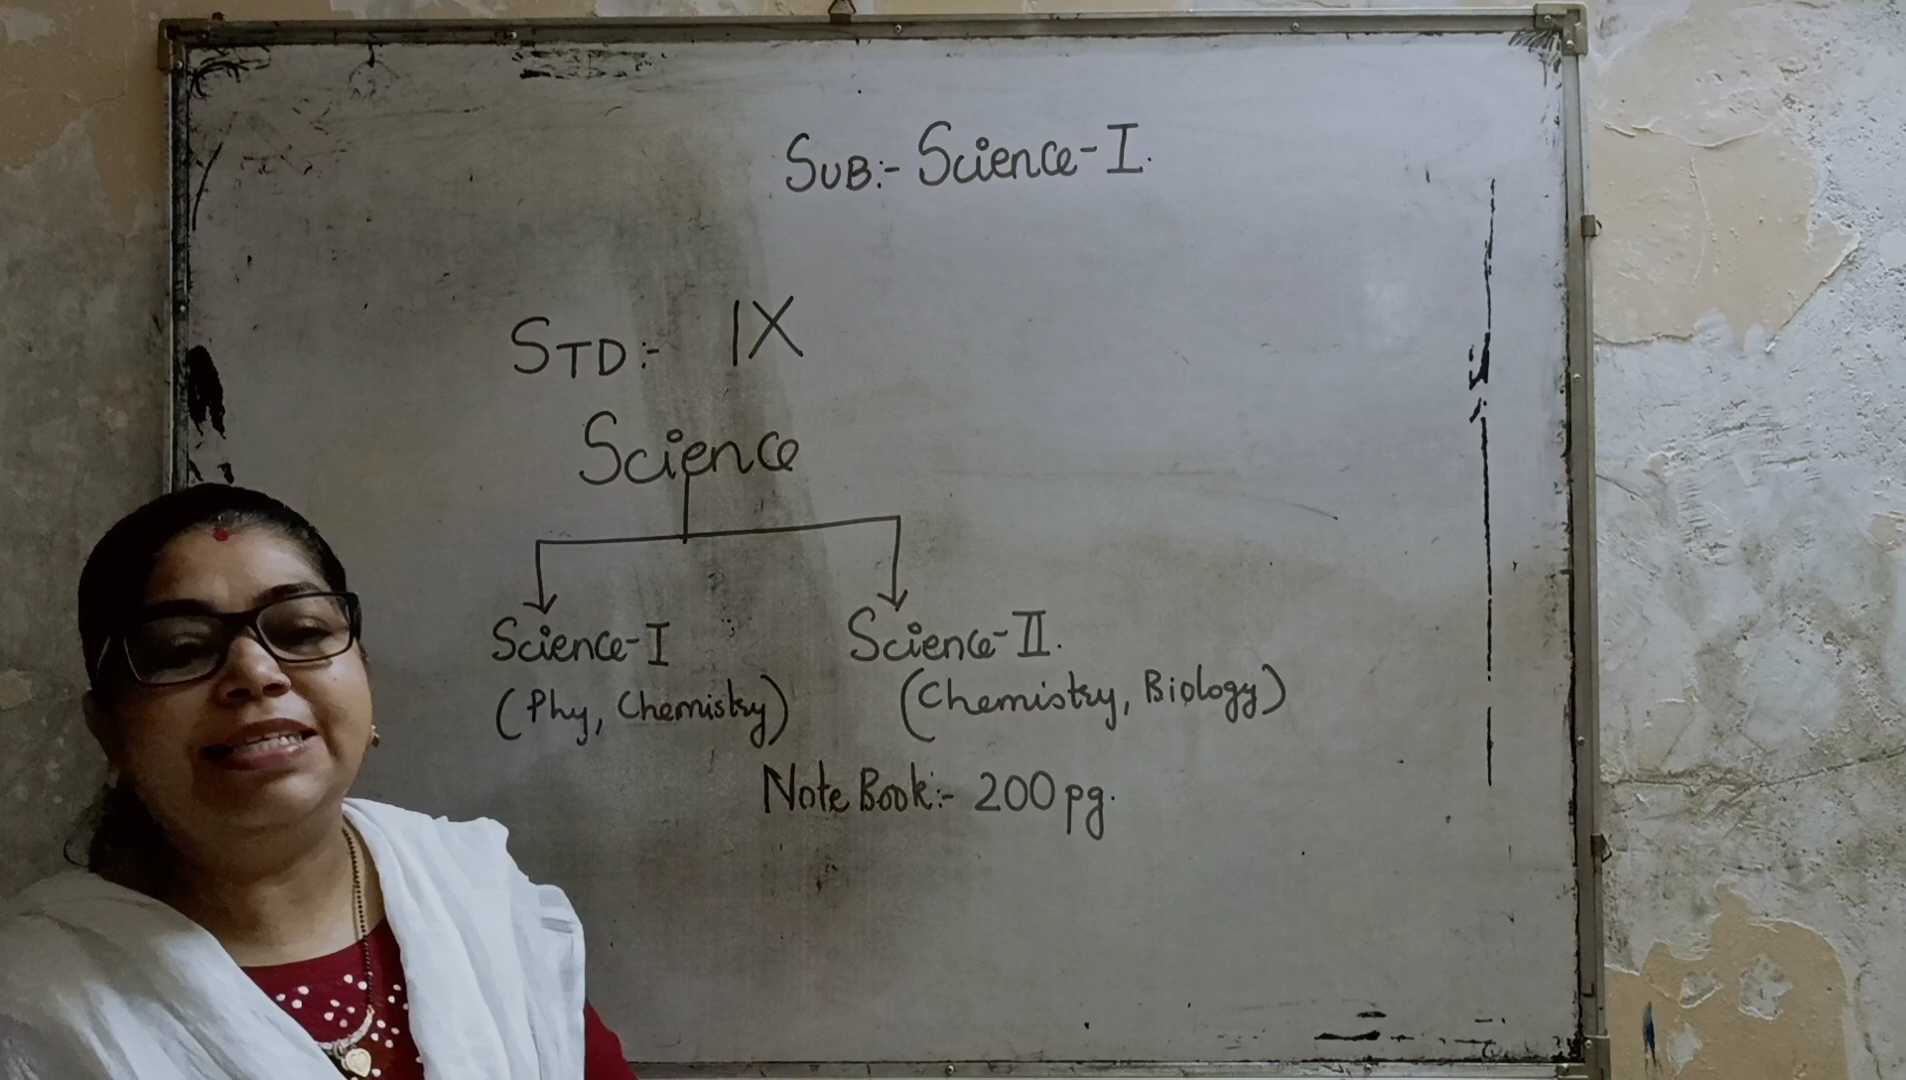 SUB:- Science-I.
STD:- IX
Science
Science-I Science-II.
(Phy, Chemistry) (Chemistry, Biology)
Note Book:- 200 pg.